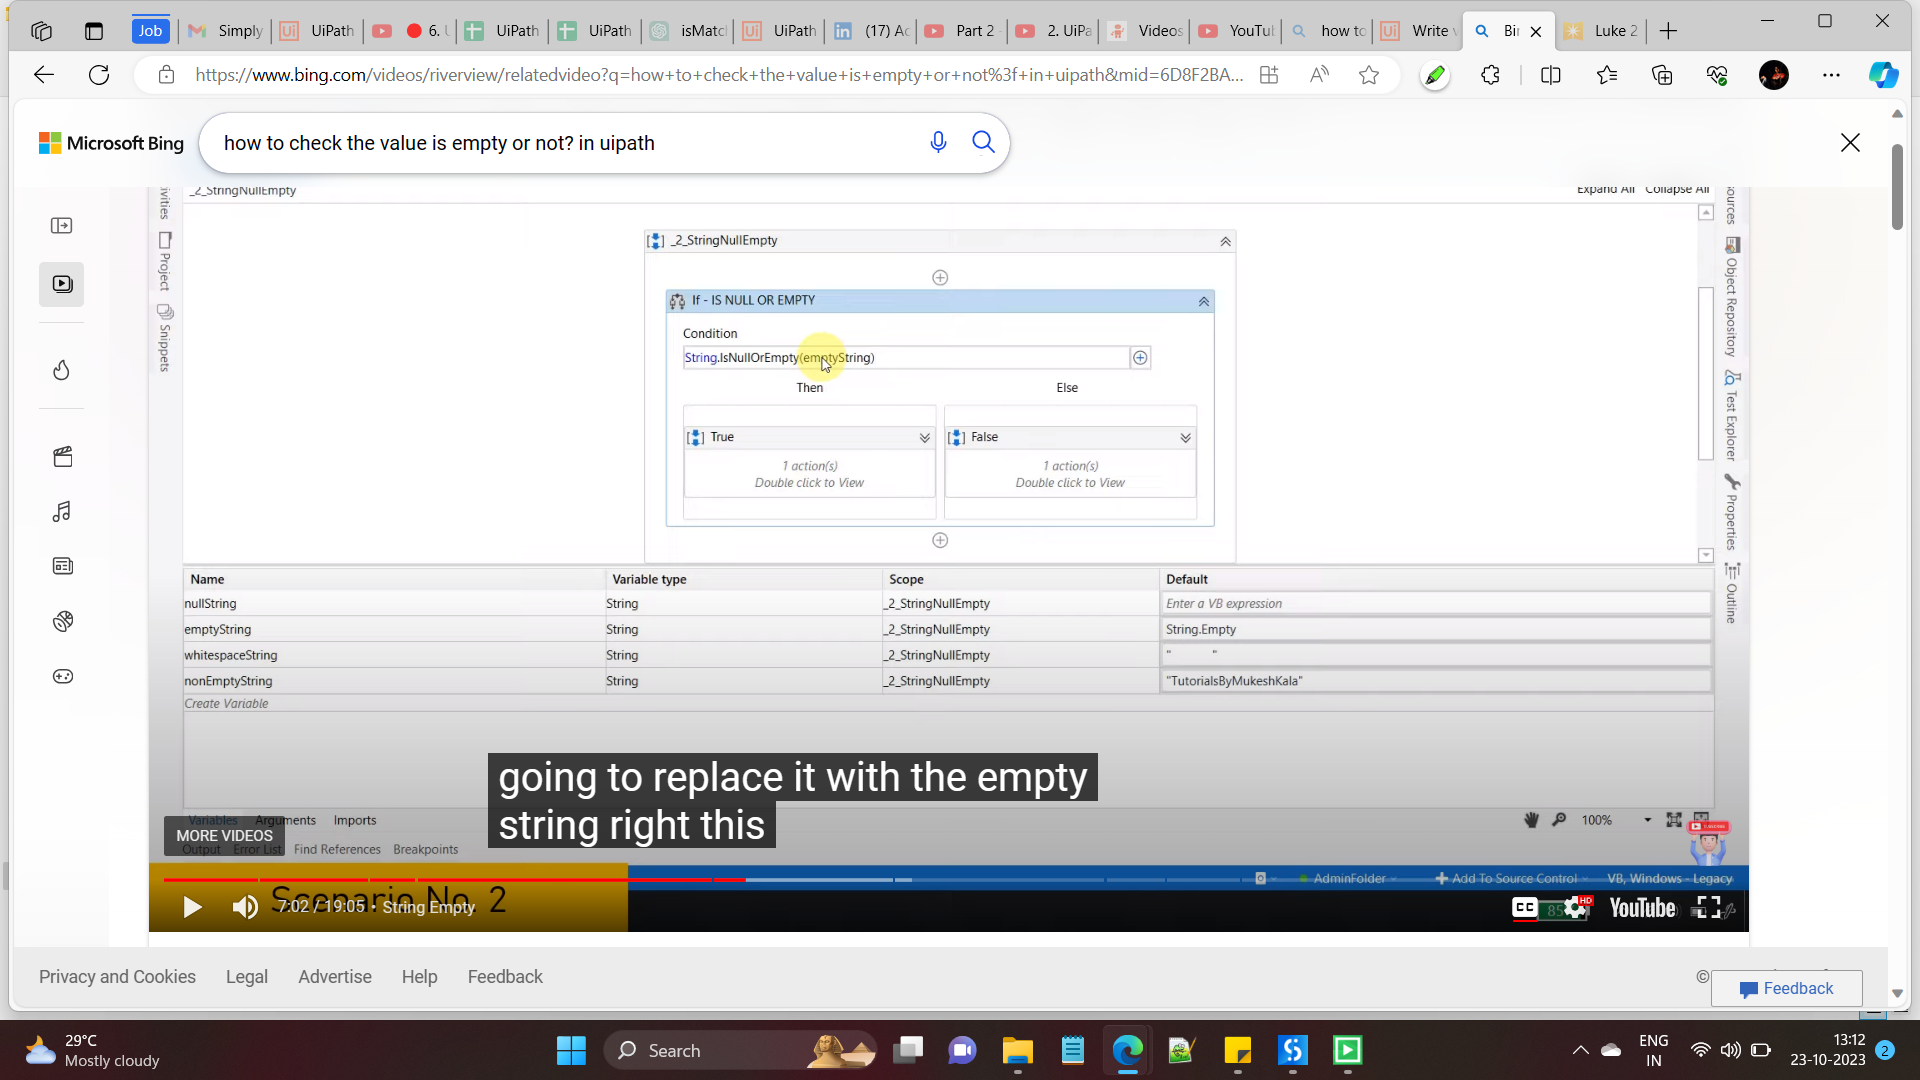 Job
Simply
UiPath
6.
UiPath
UiPath
isMatc
UiPath
(17) Ac
Part 2
2. UiPa
Videos
YouTu
how to
Write
Bi
Luke 2
https://www.bing.com/videos/riverview/relatedvideo?q=how+to+check+the+value+is+empty+or+not%3f+in+uipath&mid=6D8F2BA...
Microsoft Bing
how to check the value is empty or not? in uipath
_2_StringNullEmpty
Expand All Collapse All
Project
Snippets
Object Repository
Test Explorer
Properties
Outline
_2_StringNullEmpty
If - IS NULL OR EMPTY
Condition
String.IsNullOrEmpty(emptyString)
Then
Else
True
False
1 action(s)
Double click to View
1 action(s)
Double click to View
Name Variable type Scope Default
nullString String _2_StringNullEmpty Enter a VB expression
emptyString String _2_StringNullEmpty String.Empty
whitespaceString String _2_StringNullEmpty " "
nonEmptyString String _2_StringNullEmpty "TutorialsByMukeshKala"
Create Variable
going to replace it with the empty
string right this
Variables Arguments Imports
100%
MORE VIDEOS
Output Error List Find References Breakpoints
AdminFolder
Add To Source Control
VB, Windows - Legacy
Scenario No. 2
7:02 / 19:05 • String Empty
CC
HD
YouTube
Privacy and Cookies
Legal
Advertise
Help
Feedback
©
Feedback
29°C
Mostly cloudy
Search
ENG
IN
13:12
23-10-2023
2